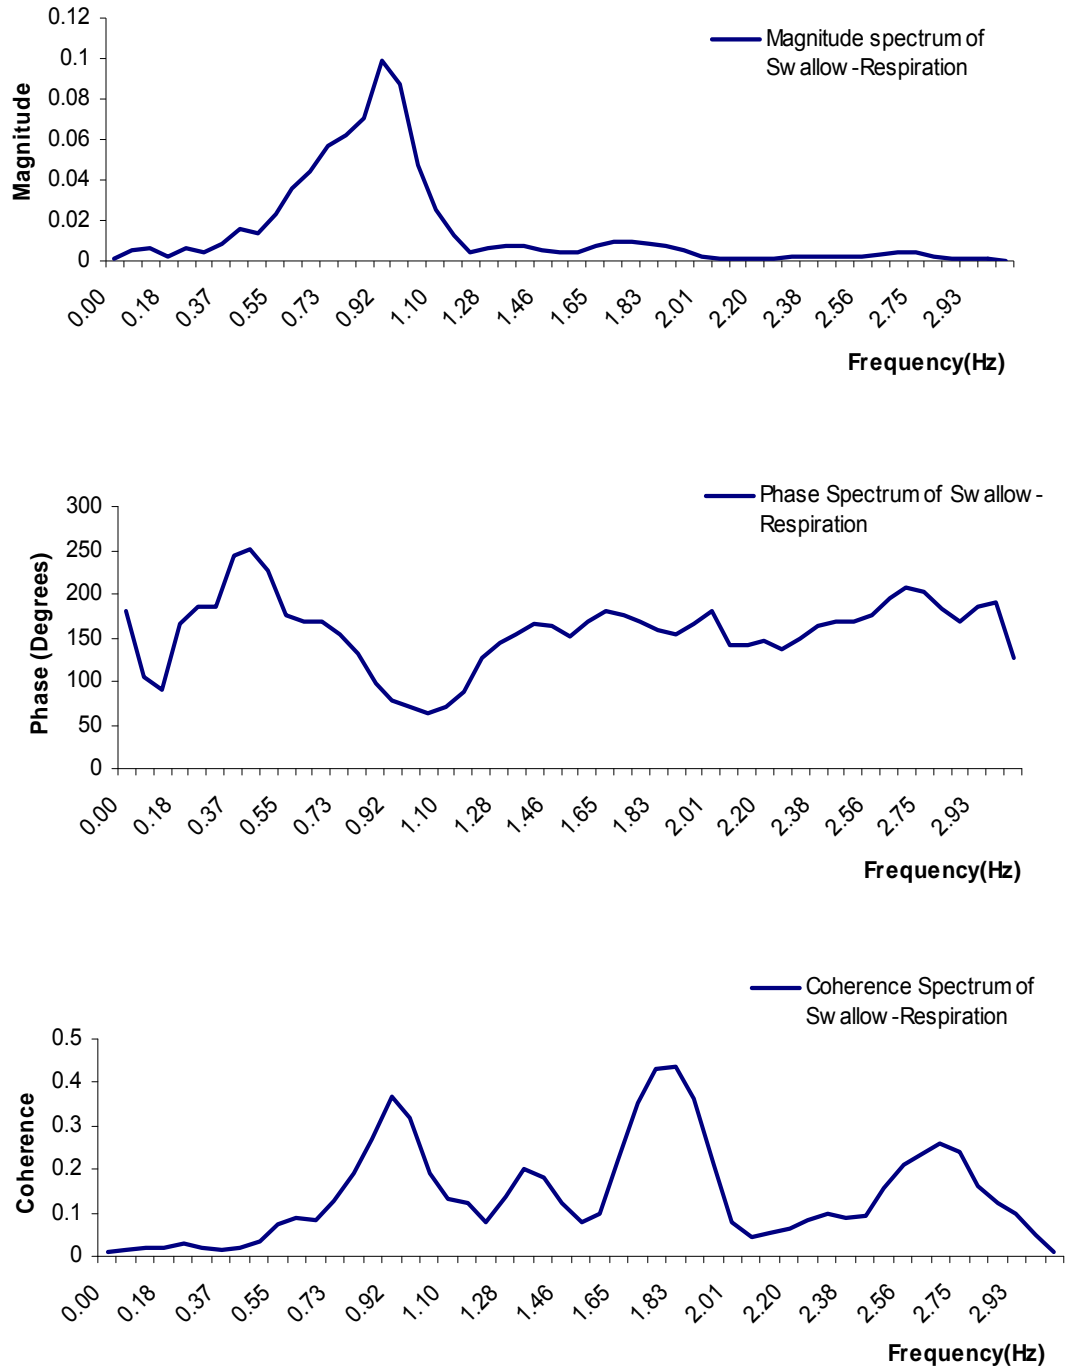 0.12
0.1
0.08
0.06
0.04
0.02
0
Magnitude
Magnitude spectrum of
Swallow-Respiration
0.00 0.18 0.37 0.55 0.73 0.92 1.10 1.28 1.46 1.65 1.83 2.01 2.20 2.38 2.56 2.75 2.93
Frequency(Hz)
Phase Spectrum of Swallow-
Respiration
300
250
200
150
100
50
0
Phase (Degrees)
0.00 0.18 0.37 0.55 0.73 0.92 1.10 1.28 1.46 1.65 1.83 2.01 2.20 2.38 2.56 2.75 2.93
Frequency(Hz)
Coherence Spectrum of
Swallow-Respiration
0.5
0.4
0.3
0.2
0.1
0
Coherence
0.00 0.18 0.37 0.55 0.73 0.92 1.10 1.28 1.46 1.65 1.83 2.01 2.20 2.38 2.56 2.75 2.93
Frequency(Hz)